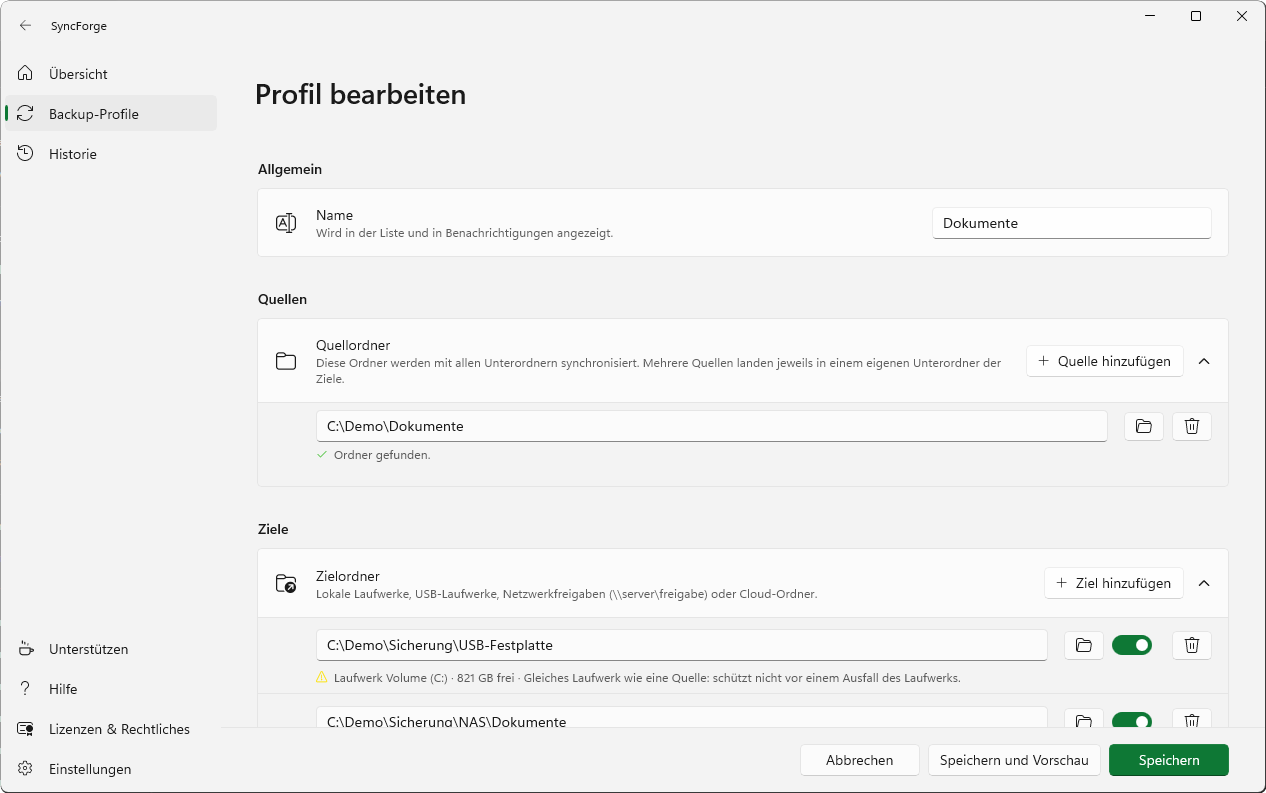 SyncForge
Übersicht
Backup-Profile
Historie
Unterstützen
Hilfe
Lizenzen & Rechtliches
Einstellungen
Profil bearbeiten
Allgemein
Name
Wird in der Liste und in Benachrichtigungen angezeigt.
Dokumente
Quellen
Quellordner
Diese Ordner werden mit allen Unterordnern synchronisiert. Mehrere Quellen landen jeweils in einem eigenen Unterordner der
Ziele.
Quelle hinzufügen
C:\Demo\Dokumente
Ordner gefunden.
Ziele
Zielordner
Lokale Laufwerke, USB-Laufwerke, Netzwerkfreigaben (\\server\freigabe) oder Cloud-Ordner.
Ziel hinzufügen
C:\Demo\Sicherung\USB-Festplatte
Laufwerk Volume (C:) · 821 GB frei · Gleiches Laufwerk wie eine Quelle: schützt nicht vor einem Ausfall des Laufwerks.
C:\Demo\Sicherung\NAS\Dokumente
Abbrechen
Speichern und Vorschau
Speichern